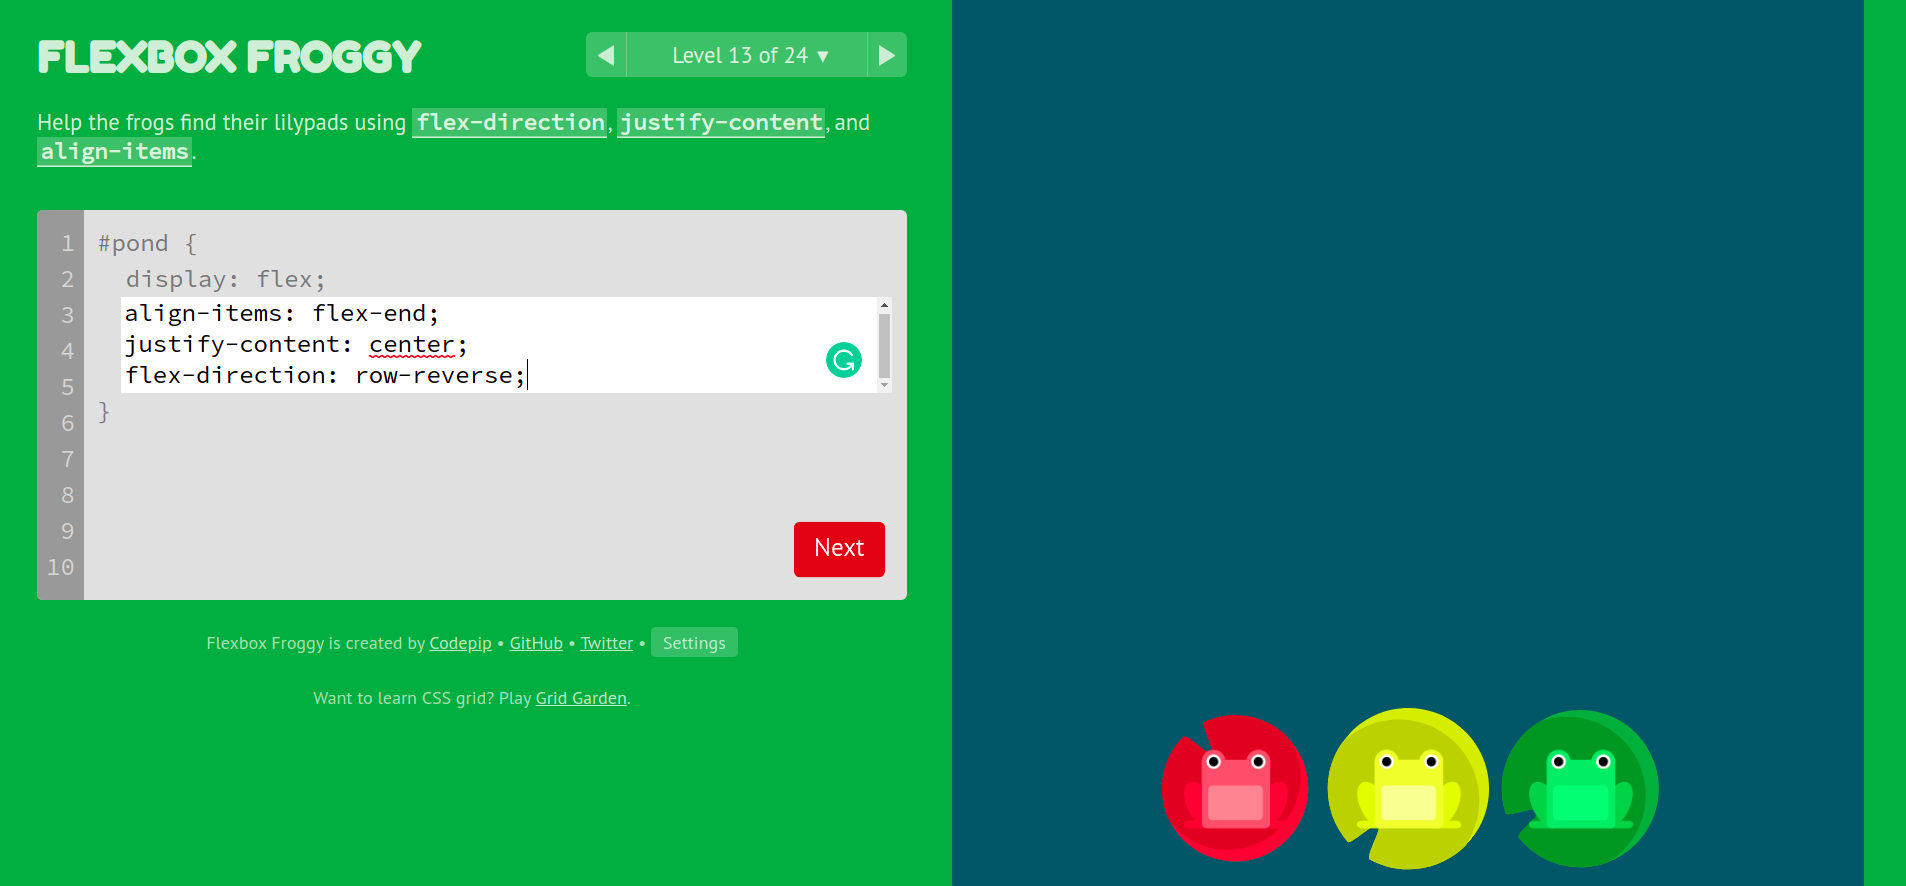 FLEXBOX FROGGY
Level 13 of 24 ▼
Help the frogs find their lilypads using flex-direction, justify-content, and
align-items.
1 #pond {
2 display: flex;
3 align-items: flex-end;
4 justify-content: center;
5 flex-direction: row-reverse;
6 }
7
8
9
10
Next
Flexbox Froggy is created by Codepip • GitHub • Twitter • Settings
Want to learn CSS grid? Play Grid Garden.